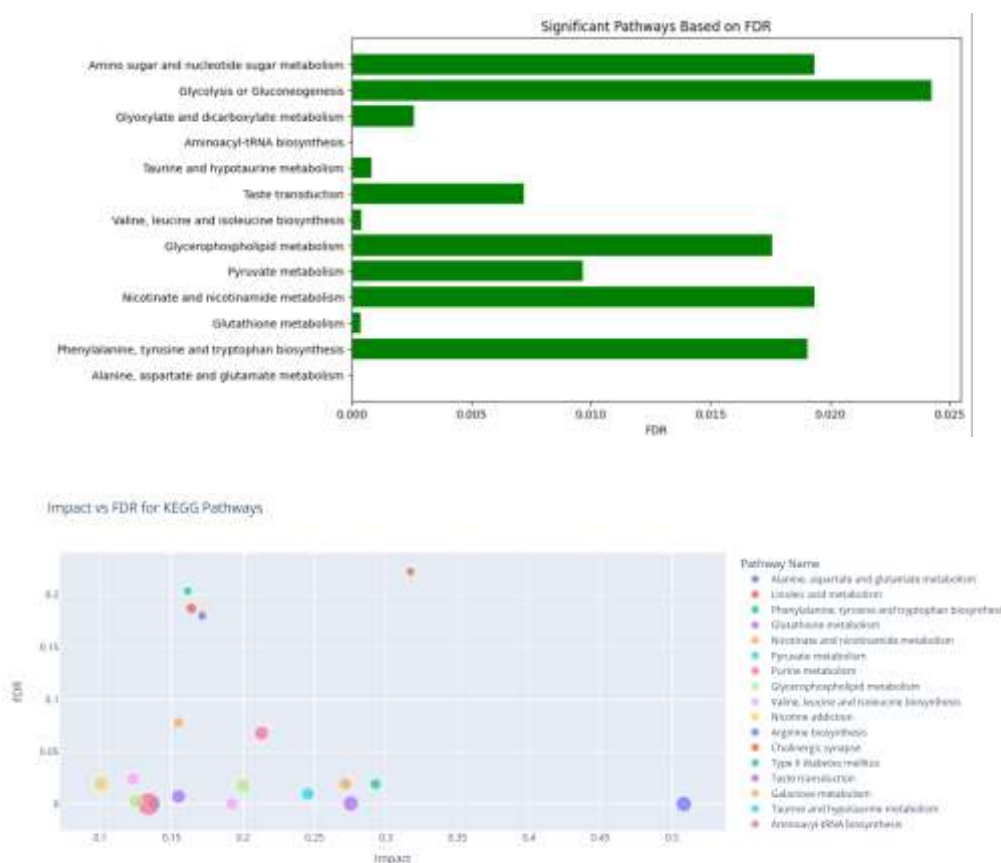 Significant Pathways Based on FDR
Amino sugar and nucleotide sugar metabolism
Glycolysis or Gluconeogenesis
Glyoxylate and dicarboxylate metabolism
Aminoacyl-tRNA biosynthesis
Taurine and hypotaurine metabolism
Taste transduction
Valine, leucine and isoleucine biosynthesis
Glycerophospholipid metabolism
Pyruvate metabolism
Nicotinate and nicotinamide metabolism
Glutathione metabolism
Phenylalanine, tyrosine and tryptophan biosynthesis
Alanine, aspartate and glutamate metabolism
0.000 0.005 0.010 0.015 0.020 0.025
FDR
Impact vs FDR for KEGG Pathways
Pathway Name
Alanine, aspartate and glutamate metabolism
Linoleic acid metabolism
Phenylalanine, tyrosine and tryptophan biosynthesis
Glutathione metabolism
Nicotinate and nicotinamide metabolism
Pyruvate metabolism
Purine metabolism
Glycerophospholipid metabolism
Valine, leucine and isoleucine biosynthesis
Nicotine addiction
Arginine biosynthesis
Cholinergic synapse
Type II diabetes mellitus
Taste transduction
Galactose metabolism
Taurine and hypotaurine metabolism
Aminoacyl-tRNA biosynthesis
0.2
0.15
0.1
0.05
0
FDR
0.1 0.15 0.2 0.25 0.3 0.35 0.4 0.45 0.5
Impact